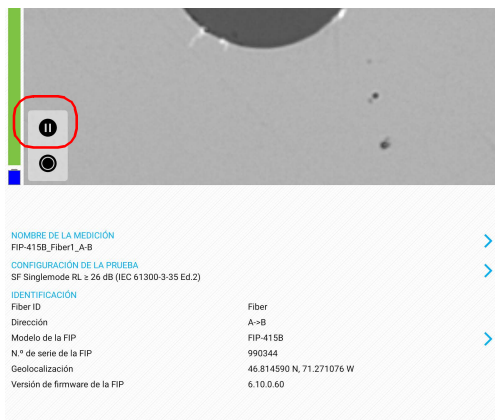 NOMBRE DE LA MEDICIÓN
FIP-415B_Fiber1_A-B
CONFIGURACIÓN DE LA PRUEBA
SF Singlemode RL ≥ 26 dB (IEC 61300-3-35 Ed.2)
IDENTIFICACIÓN
Fiber ID Fiber
Dirección A->B
Modelo de la FIP FIP-415B
N.º de serie de la FIP 990344
Geolocalización 46.814590 N, 71.271076 W
Versión de firmware de la FIP 6.10.0.60